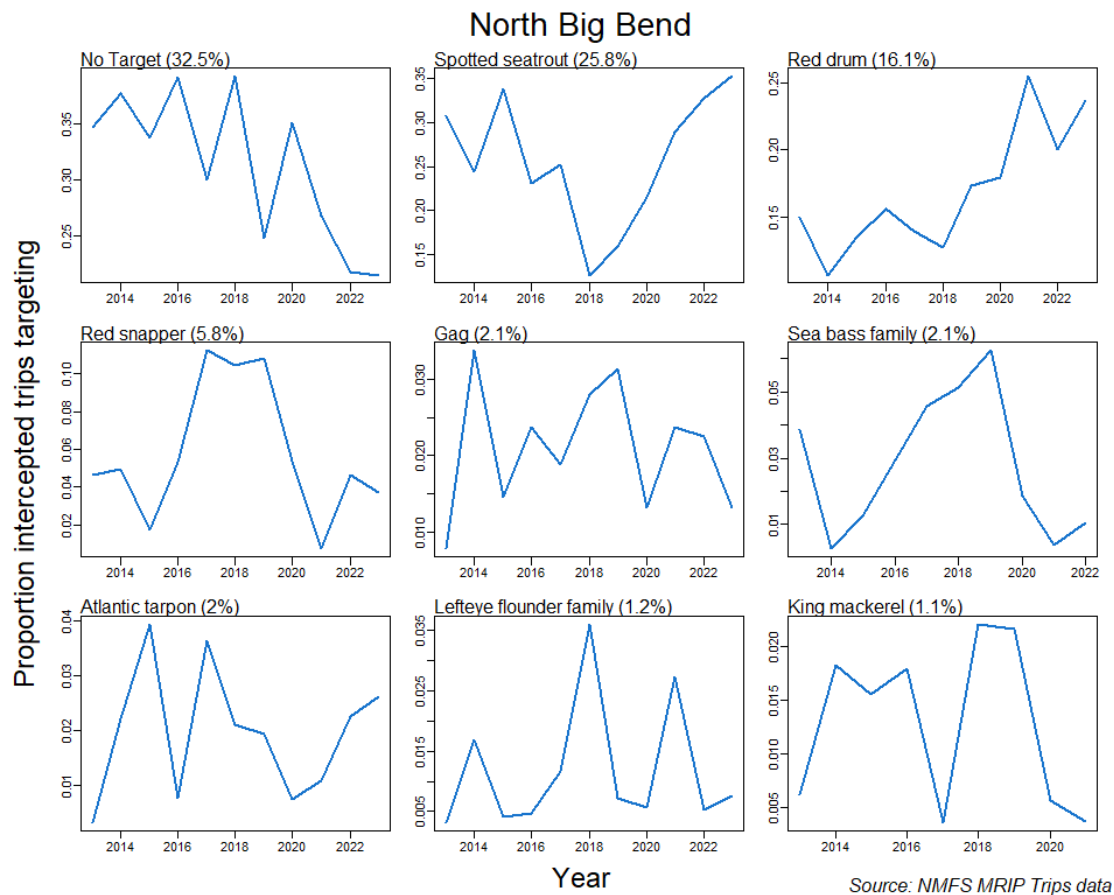 North Big Bend
No Target (32.5%)
Spotted seatrout (25.8%)
Red drum (16.1%)
0.25 0.35
0.15 0.20 0.25 0.30 0.35
0.15 0.20 0.25
2014 2016 2018 2020 2022
2014 2016 2018 2020 2022
2014 2016 2018 2020 2022
Red snapper (5.8%)
Gag (2.1%)
Sea bass family (2.1%)
0.02 0.04 0.06 0.08 0.10
0.010 0.020 0.030
0.01 0.03 0.05
2014 2016 2018 2020 2022
2014 2016 2018 2020 2022
2014 2016 2018 2020 2022
Atlantic tarpon (2%)
Lefteye flounder family (1.2%)
King mackerel (1.1%)
0.01 0.02 0.03 0.04
0.005 0.015 0.025 0.035
0.005 0.010 0.015 0.020
2014 2016 2018 2020 2022
2014 2016 2018 2020 2022
2014 2016 2018 2020
Proportion intercepted trips targeting
Year
Source: NMFS MRIP Trips data